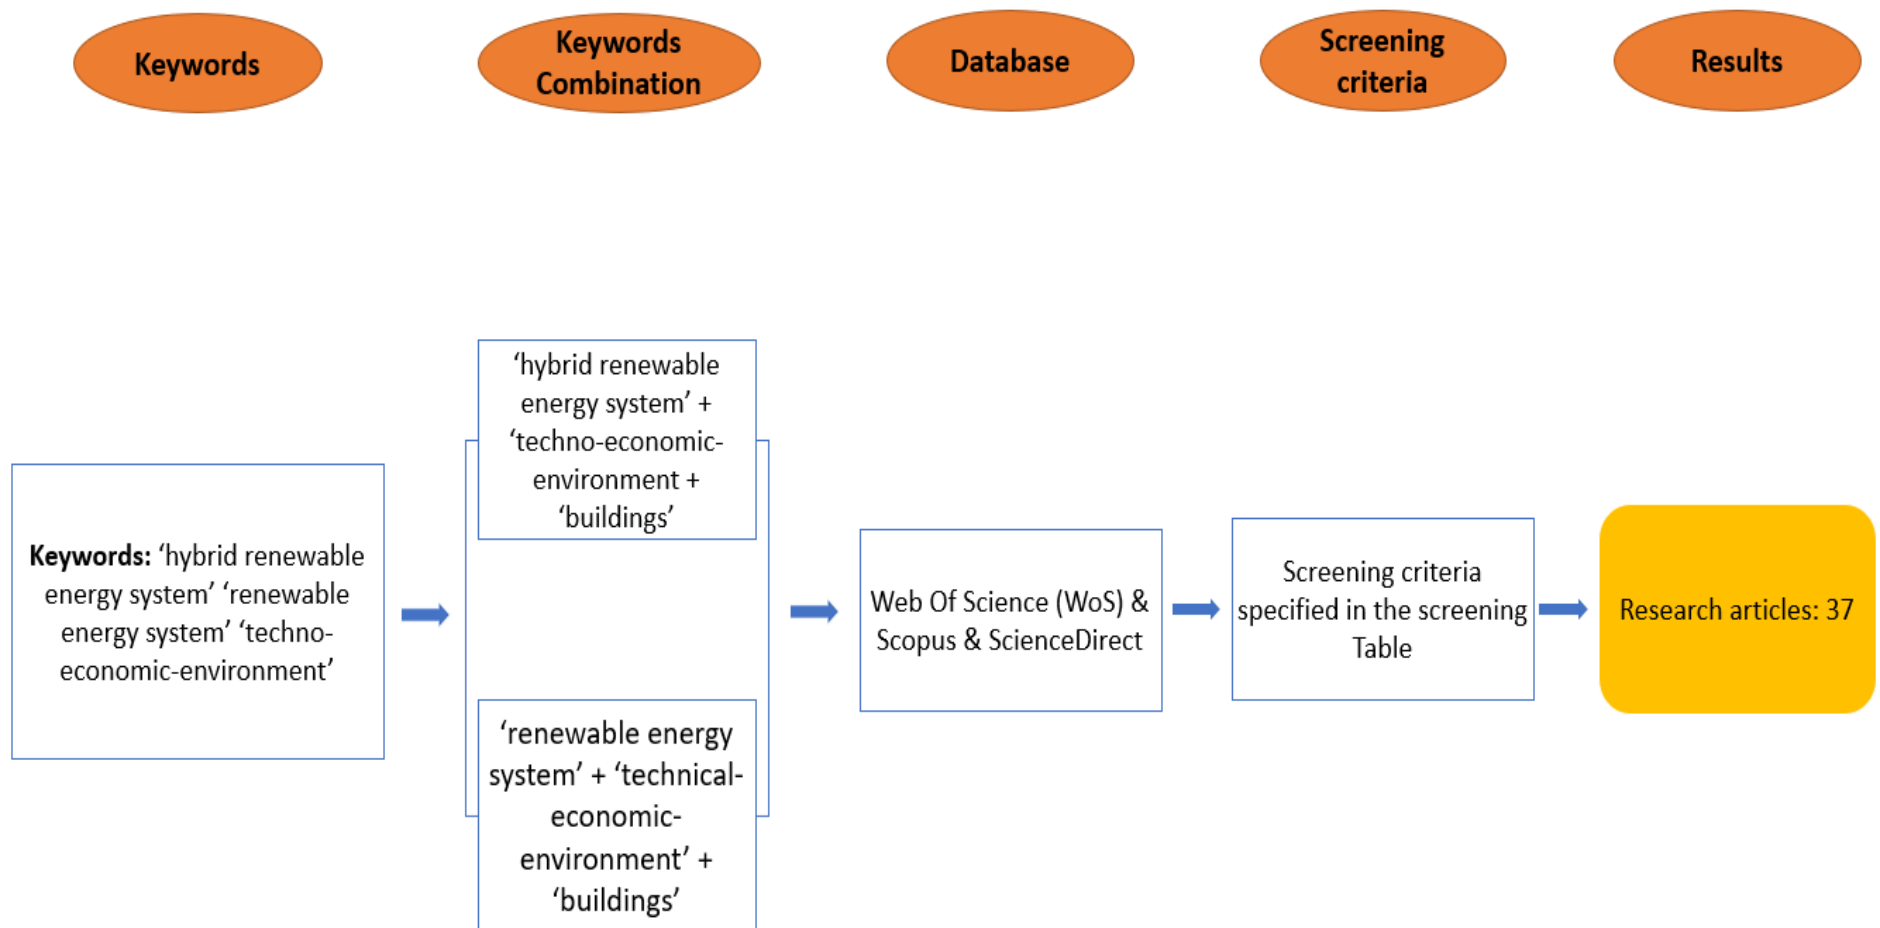 Keywords
Keywords
Combination
Database
Screening
criteria
Results
Keywords: ‘hybrid renewable
energy system’ ‘renewable
energy system’ ‘techno-
economic-environment’
‘hybrid renewable
energy system’ +
‘techno-economic-
environment +
‘buildings’
‘renewable energy
system’ + ‘technical-
economic-
environment’ +
‘buildings’
Web Of Science (WoS) &
Scopus & ScienceDirect
Screening criteria
specified in the screening
Table
Research articles: 37